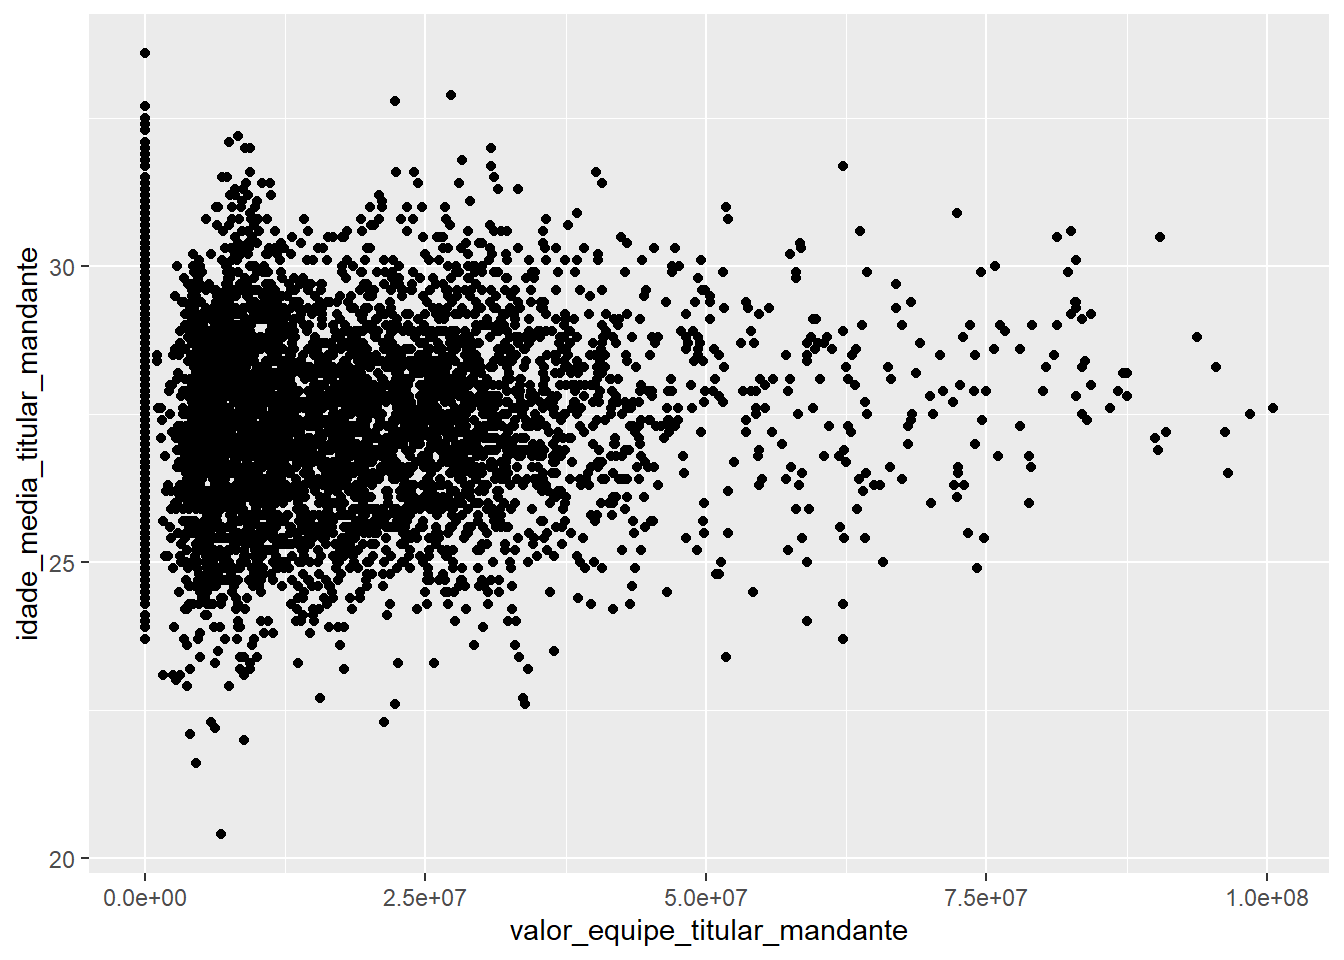 idade_media_titular_mandante
30
25
20
0.0e+00 2.5e+07 5.0e+07 7.5e+07 1.0e+08
valor_equipe_titular_mandante